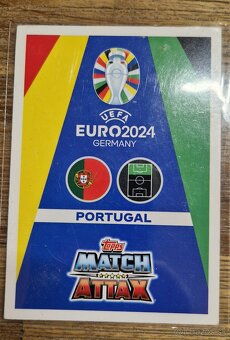 UEFA
EURO2024
GERMANY
PORTUGAL
Topps
MATCH
ATTAX